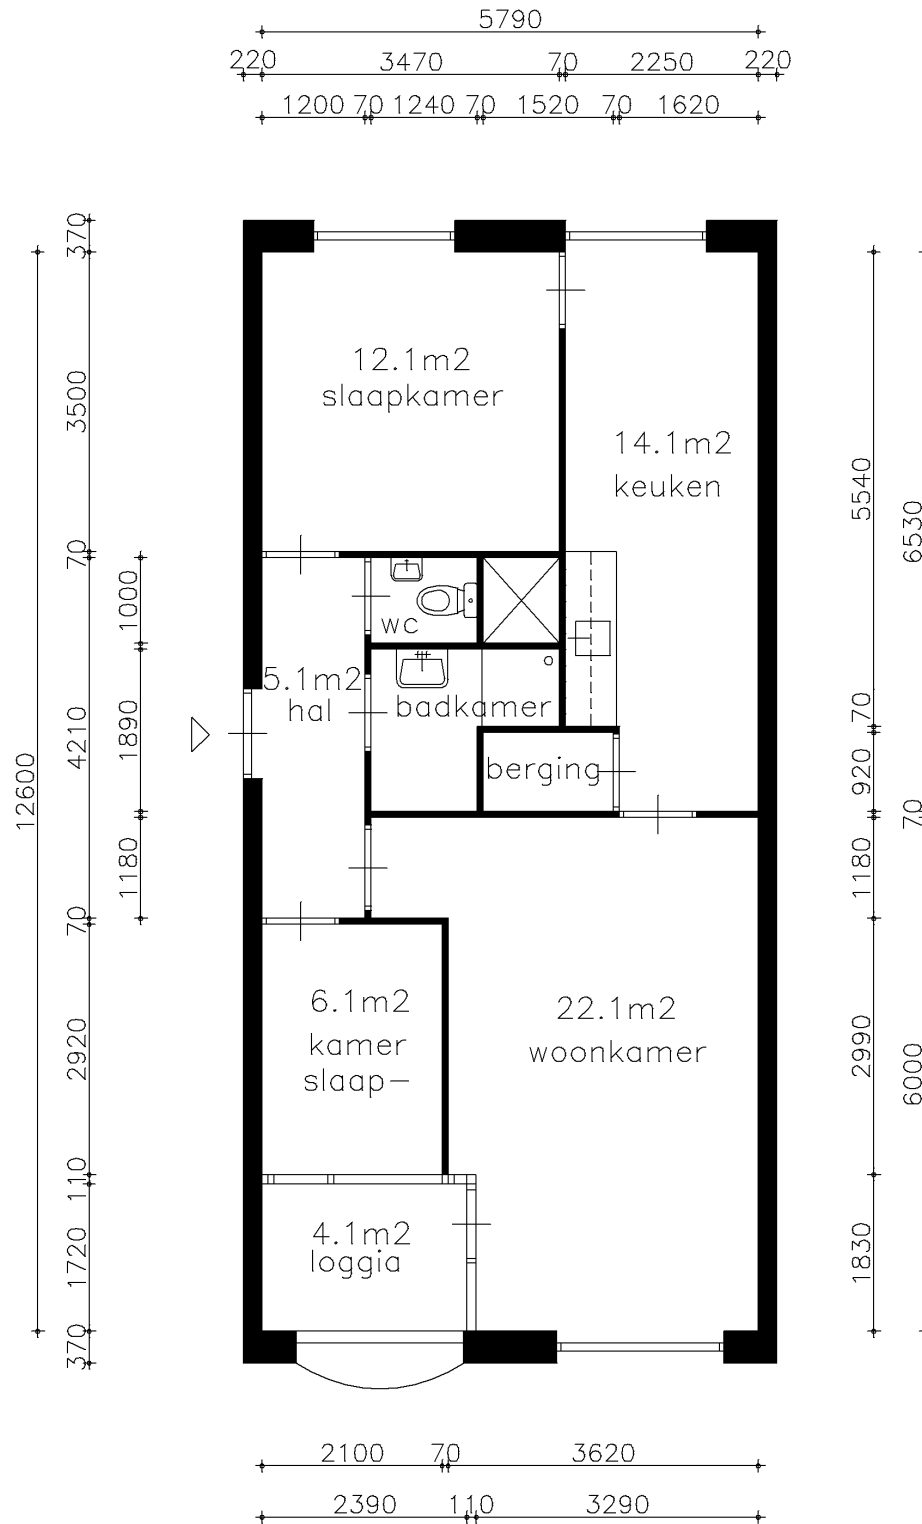 5790
220 3470 70 2250 220
1200 70 1240 70 1520 70 1620
370
3500
70
4210
70
2920
110
1720
370
12600
1000
1890
1180
12.1m2
slaapkamer
14.1m2
keuken
wc
5.1m2
hal
badkamer
berging
6.1m2
kamer
slaap-
22.1m2
woonkamer
4.1m2
loggia
5540
70
920
1180
2990
1830
6530
70
6000
2100 70 3620
2390 110 3290